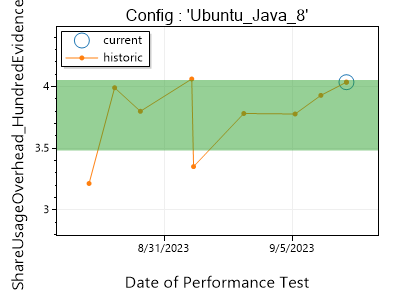 Config : 'Ubuntu_Java_8'
current
historic
ShareUsageOverhead_HundredEvidence
4
3.5
3
8/31/2023
9/5/2023
Date of Performance Test